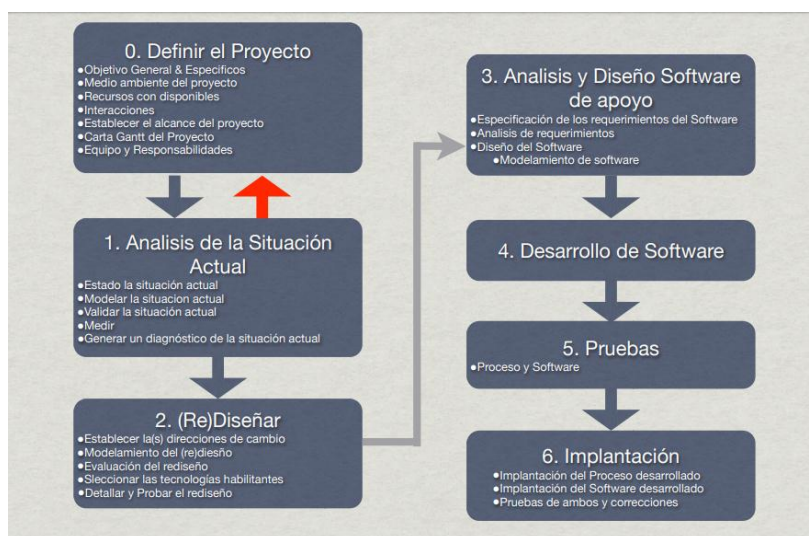 0. Definir el Proyecto
●Objetivo General & Especificos
●Medio ambiente del proyecto
●Recursos con disponibles
●Interacciones
●Establecer el alcance del proyecto
●Carta Gantt del Proyecto
●Equipo y Responsabilidades
1. Analisis de la Situación
Actual
●Estado la situación actual
●Modelar la situacion actual
●Validar la situación actual
●Medir
●Generar un diagnóstico de la situación actual
2. (Re)Diseñar
●Establecer la(s) direcciones de cambio
●Modelamiento del (re)diesño
●Evaluación del rediseño
●Sleccionar las tecnologías habilitantes
●Detallar y Probar el rediseño
3. Analisis y Diseño Software
de apoyo
●Especificación de los requerimientos del Software
●Analisis de requerimientos
●Diseño del Software
●Modelamiento de software
4. Desarrollo de Software
5. Pruebas
●Proceso y Software
6. Implantación
●Implantación del Proceso desarrollado
●Implantación del Software desarrollado
●Pruebas de ambos y correcciones